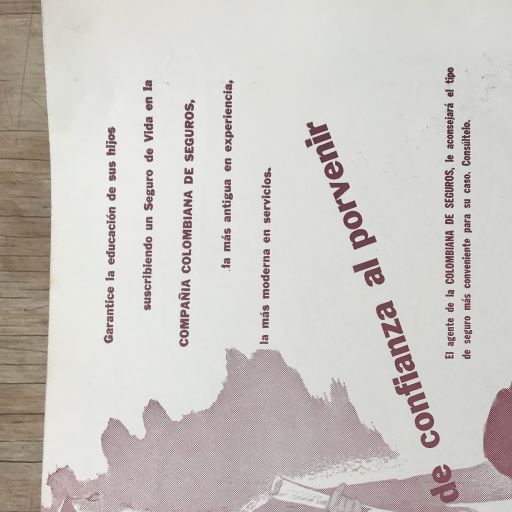 Garantice la educación de sus hijos
suscribiendo un Seguro de Vida en la
COMPAÑIA COLOMBIANA DE SEGUROS,
la más antigua en experiencia,
la más moderna en servicios.
de confianza al porvenir
El agente de la COLOMBIANA DE SEGUROS, le aconsejará el tipo
de seguro más conveniente para su caso. Consúltelo.